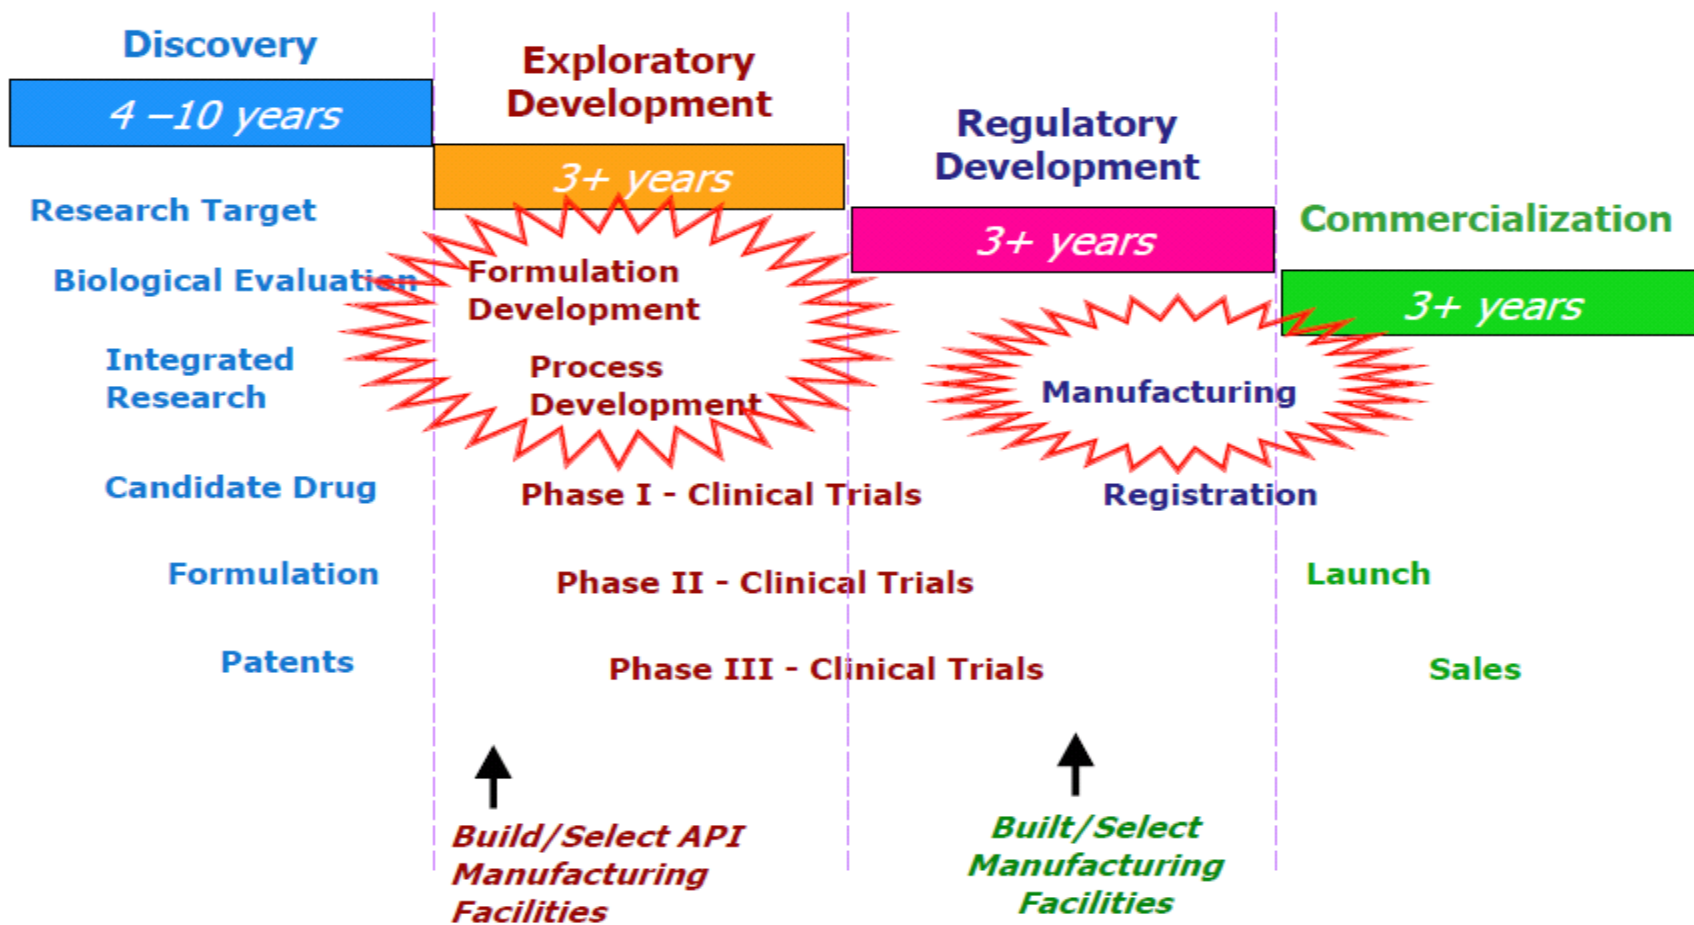 Discovery
4 –10 years
Research Target
Biological Evaluation
Integrated
Research
Candidate Drug
Formulation
Patents
Exploratory
Development
3+ years
Formulation
Development
Process
Development
Phase I - Clinical Trials
Phase II - Clinical Trials
Phase III - Clinical Trials
Build/Select API
Manufacturing
Facilities
Regulatory
Development
3+ years
Manufacturing
Registration
Built/Select
Manufacturing
Facilities
Commercialization
3+ years
Launch
Sales